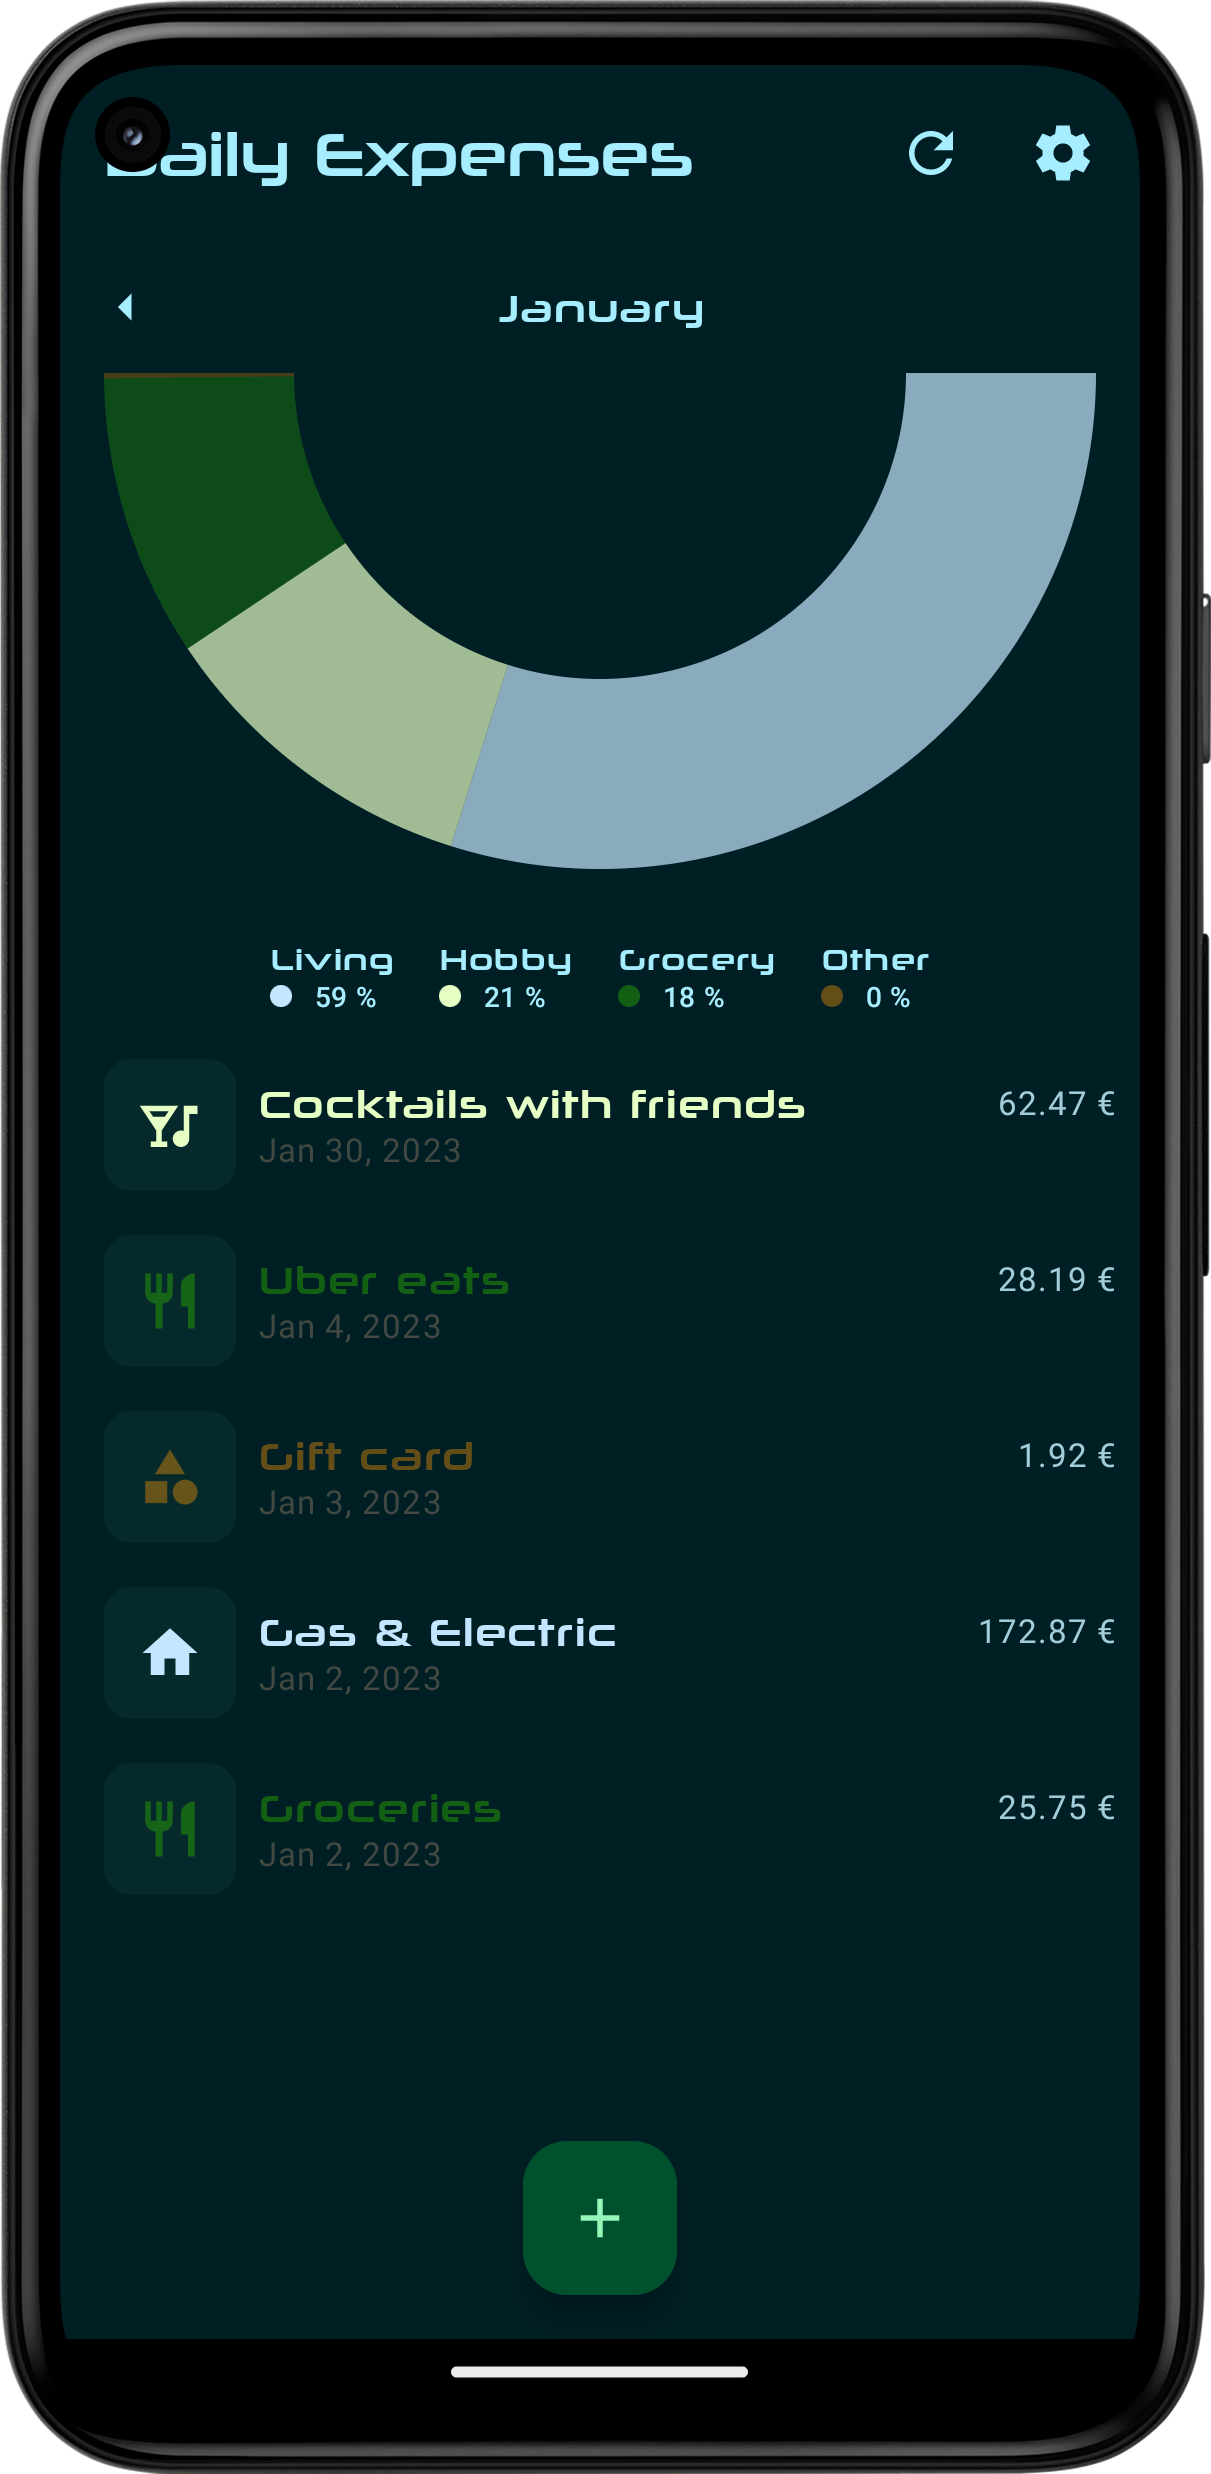 Daily Expenses
January
Living Hobby Grocery Other
59 % 21 % 18 % 0 %
Cocktails with friends 62.47 €
Jan 30, 2023
Uber eats 28.19 €
Jan 4, 2023
Gift card 1.92 €
Jan 3, 2023
Gas & Electric 172.87 €
Jan 2, 2023
Groceries 25.75 €
Jan 2, 2023